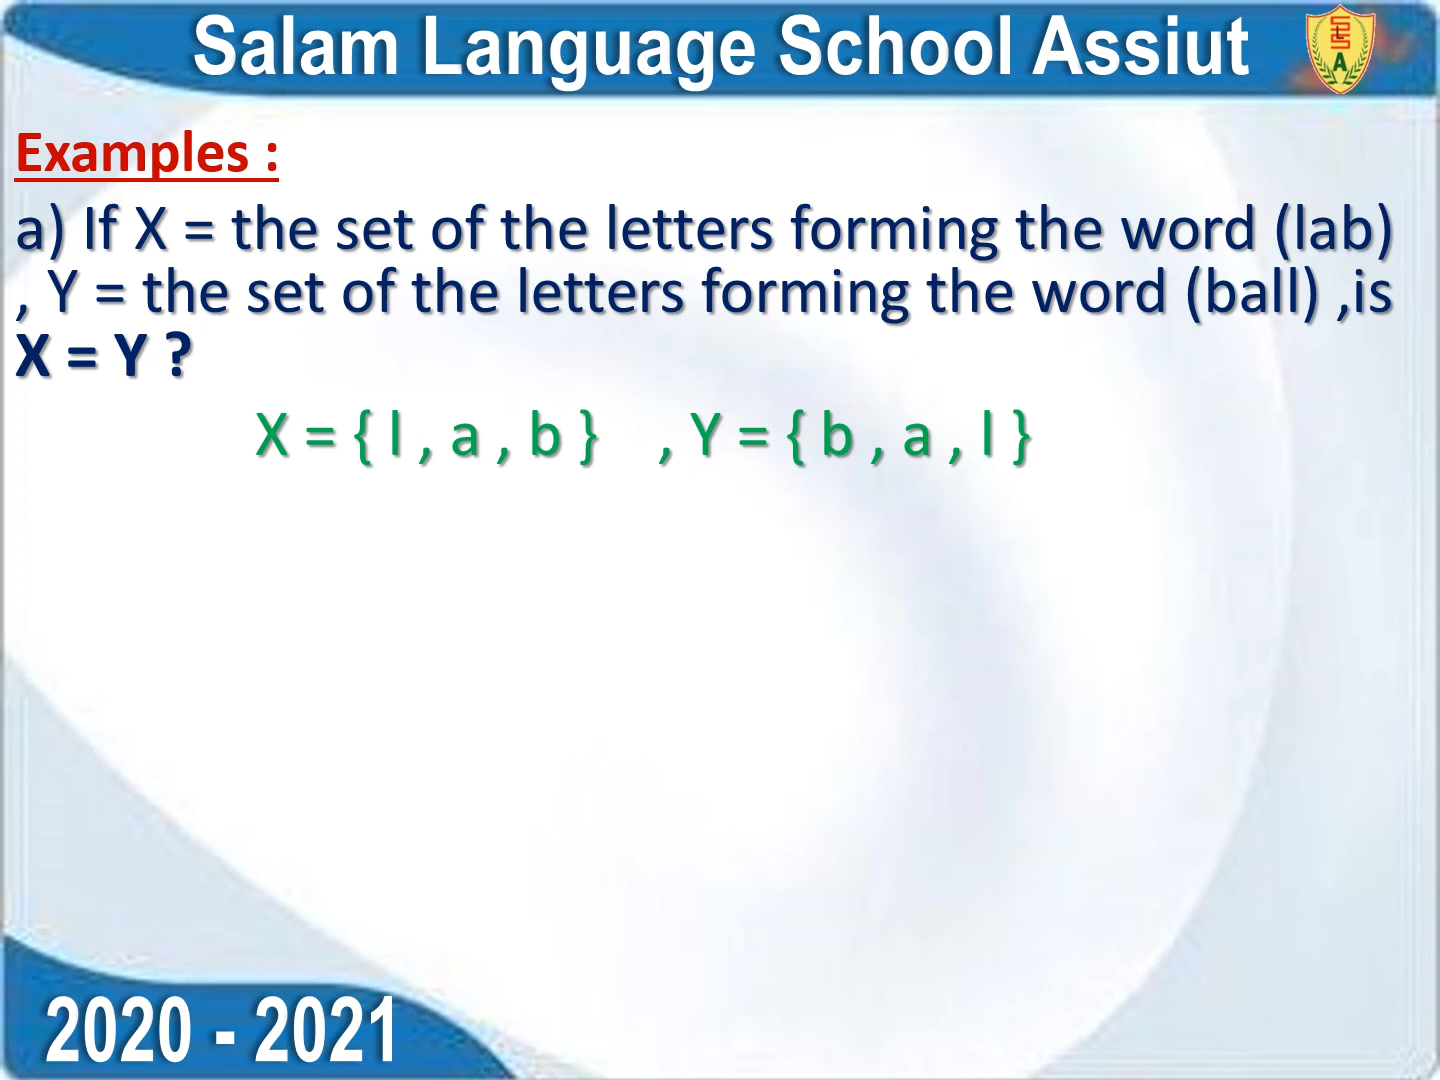 Salam Language School Assiut
Examples :
a) If X = the set of the letters forming the word (lab)
, Y = the set of the letters forming the word (ball) ,is
X = Y ?
X = { l , a , b } , Y = { b , a , l }
2020 - 2021